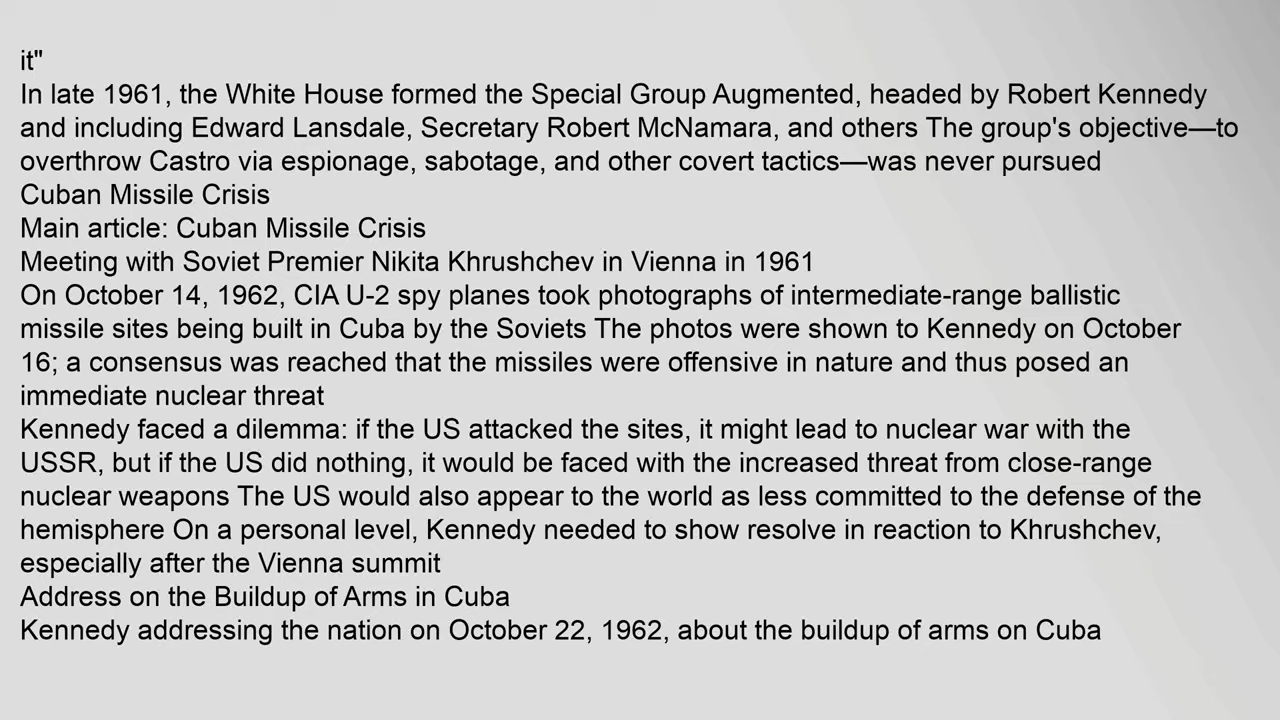 it"
In late 1961, the White House formed the Special Group Augmented, headed by Robert Kennedy
and including Edward Lansdale, Secretary Robert McNamara, and others The group's objective—to
overthrow Castro via espionage, sabotage, and other covert tactics—was never pursued
Cuban Missile Crisis
Main article: Cuban Missile Crisis
Meeting with Soviet Premier Nikita Khrushchev in Vienna in 1961
On October 14, 1962, CIA U-2 spy planes took photographs of intermediate-range ballistic
missile sites being built in Cuba by the Soviets The photos were shown to Kennedy on October
16; a consensus was reached that the missiles were offensive in nature and thus posed an
immediate nuclear threat
Kennedy faced a dilemma: if the US attacked the sites, it might lead to nuclear war with the
USSR, but if the US did nothing, it would be faced with the increased threat from close-range
nuclear weapons The US would also appear to the world as less committed to the defense of the
hemisphere On a personal level, Kennedy needed to show resolve in reaction to Khrushchev,
especially after the Vienna summit
Address on the Buildup of Arms in Cuba
Kennedy addressing the nation on October 22, 1962, about the buildup of arms on Cuba